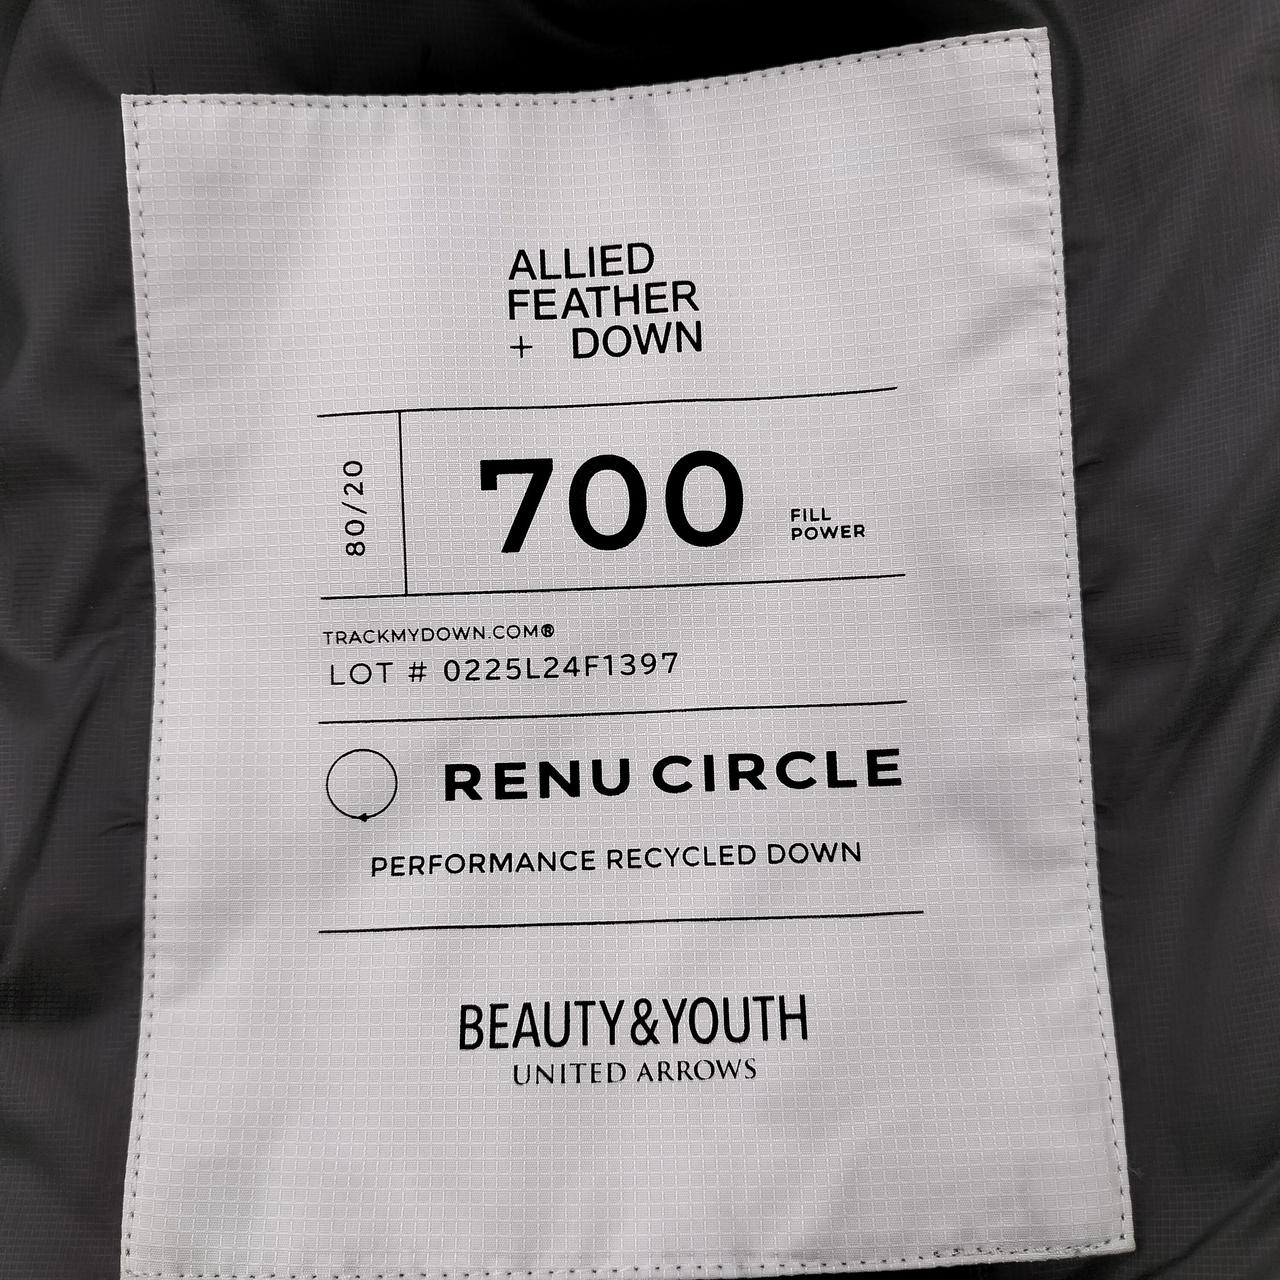 ALLIED
FEATHER
+ DOWN
80/20
700
FILL
POWER
TRACKMYDOWN.COM®
LOT # 0225L24F1397
RENU CIRCLE
PERFORMANCE RECYCLED DOWN
BEAUTY&YOUTH
UNITED ARROWS